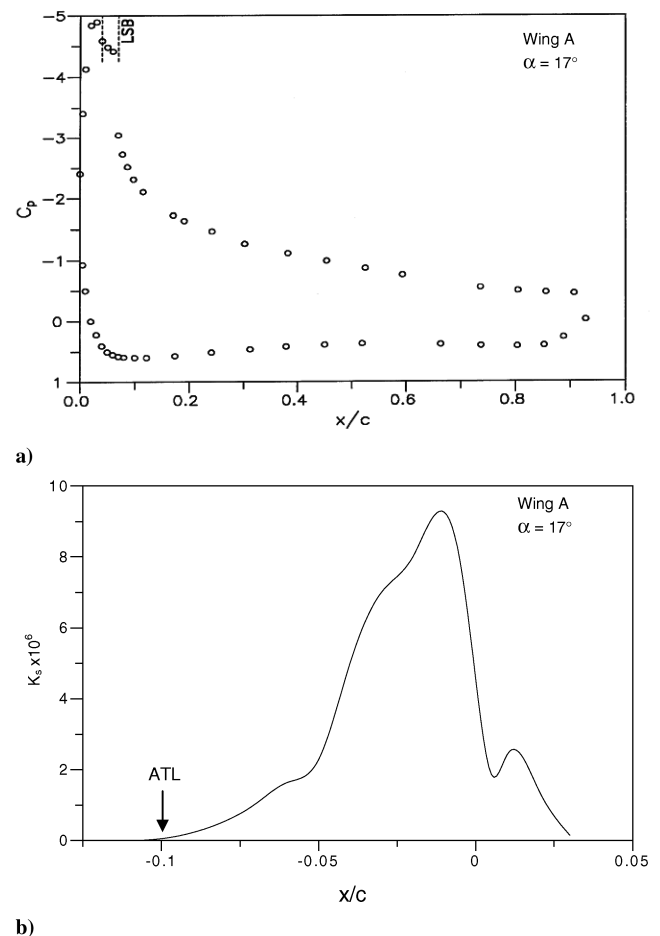 -5
LSB
Wing A
α = 17°
-4
-3
-2
Cp
-1
0
1
0.0 0.2 0.4 0.6 0.8 1.0
x/c
a)
10
Wing A
α = 17°
8
6
Ks x10⁶
4
2
ATL
0
-0.1 -0.05 0 0.05
x/c
b)